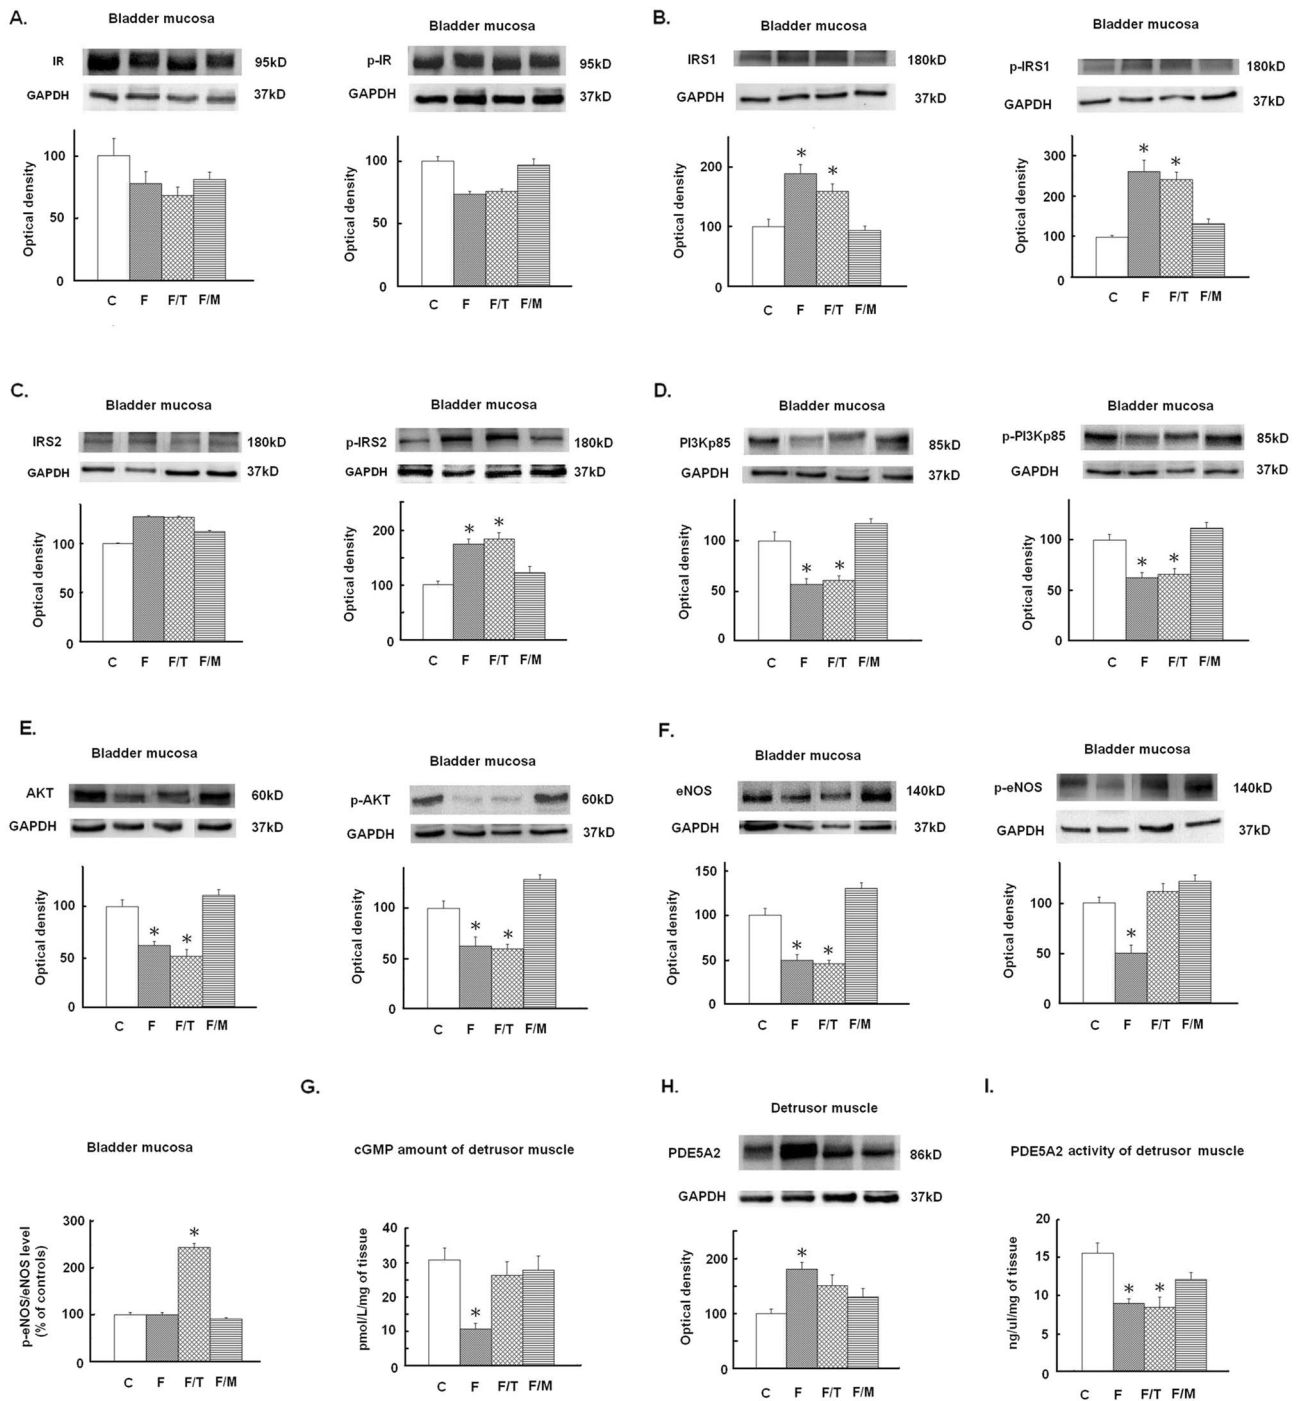 A.
Bladder mucosa
IR
95kD
GAPDH
37kD
Optical density
100
50
0
C F F/T F/M
Bladder mucosa
p-IR
95kD
GAPDH
37kD
Optical density
100
50
0
C F F/T F/M
B.
Bladder mucosa
IRS1
180kD
GAPDH
37kD
Optical density
200
100
0
* *
C F F/T F/M
Bladder mucosa
p-IRS1
180kD
GAPDH
37kD
Optical density
300
200
100
0
* *
C F F/T F/M
C.
Bladder mucosa
IRS2
180kD
GAPDH
37kD
Optical density
100
50
0
C F F/T F/M
Bladder mucosa
p-IRS2
180kD
GAPDH
37kD
Optical density
200
100
0
* *
C F F/T F/M
D.
Bladder mucosa
PI3Kp85
85kD
GAPDH
37kD
Optical density
100
50
0
* *
C F F/T F/M
Bladder mucosa
p-PI3Kp85
85kD
GAPDH
37kD
Optical density
100
50
0
* *
C F F/T F/M
E.
Bladder mucosa
AKT
60kD
GAPDH
37kD
Optical density
100
50
0
* *
C F F/T F/M
Bladder mucosa
p-AKT
60kD
GAPDH
37kD
Optical density
100
50
0
* *
C F F/T F/M
F.
Bladder mucosa
eNOS
140kD
GAPDH
37kD
Optical density
150
100
50
0
* *
C F F/T F/M
Bladder mucosa
p-eNOS
140kD
GAPDH
37kD
Optical density
100
50
0
*
C F F/T F/M
Bladder mucosa
p-eNOS/eNOS level
(% of controls)
300
200
100
0
*
C F F/T F/M
G.
cGMP amount of detrusor muscle
pmol/L/mg of tissue
40
30
20
10
0
*
C F F/T F/M
H.
Detrusor muscle
PDE5A2
86kD
GAPDH
37kD
Optical density
200
100
0
*
C F F/T F/M
I.
PDE5A2 activity of detrusor muscle
ng/ul/mg of tissue
20
15
10
5
0
* *
C F F/T F/M